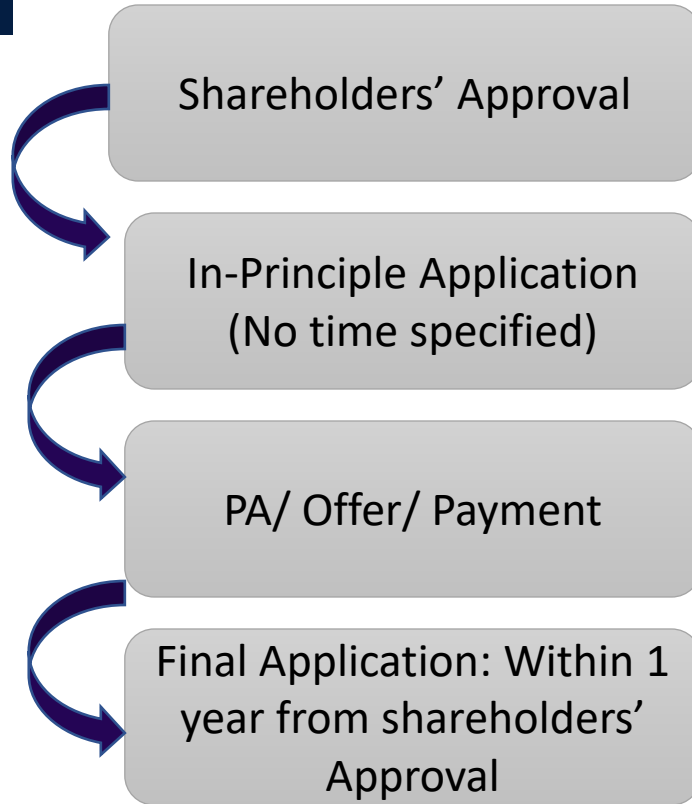 Shareholders’ Approval
In-Principle Application
(No time specified)
PA/ Offer/ Payment
Final Application: Within 1
year from shareholders’
Approval